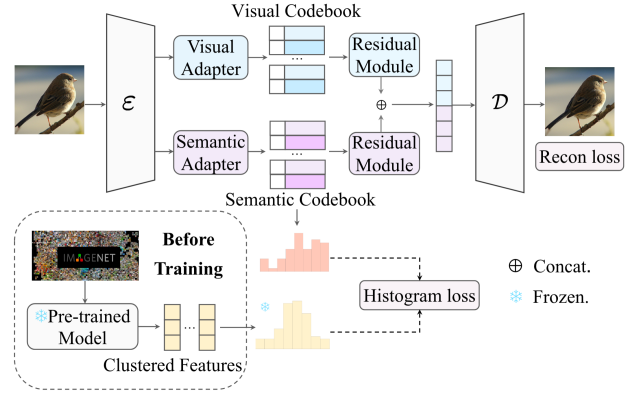 Visual Codebook
Visual
Adapter
...
Residual
Module
ℰ
⊕
𝒟
Semantic
Adapter
...
Residual
Module
Recon loss
Semantic Codebook
Before
Training
IMAGENET
Pre-trained
Model
...
Clustered Features
Histogram loss
⊕ Concat.
Frozen.